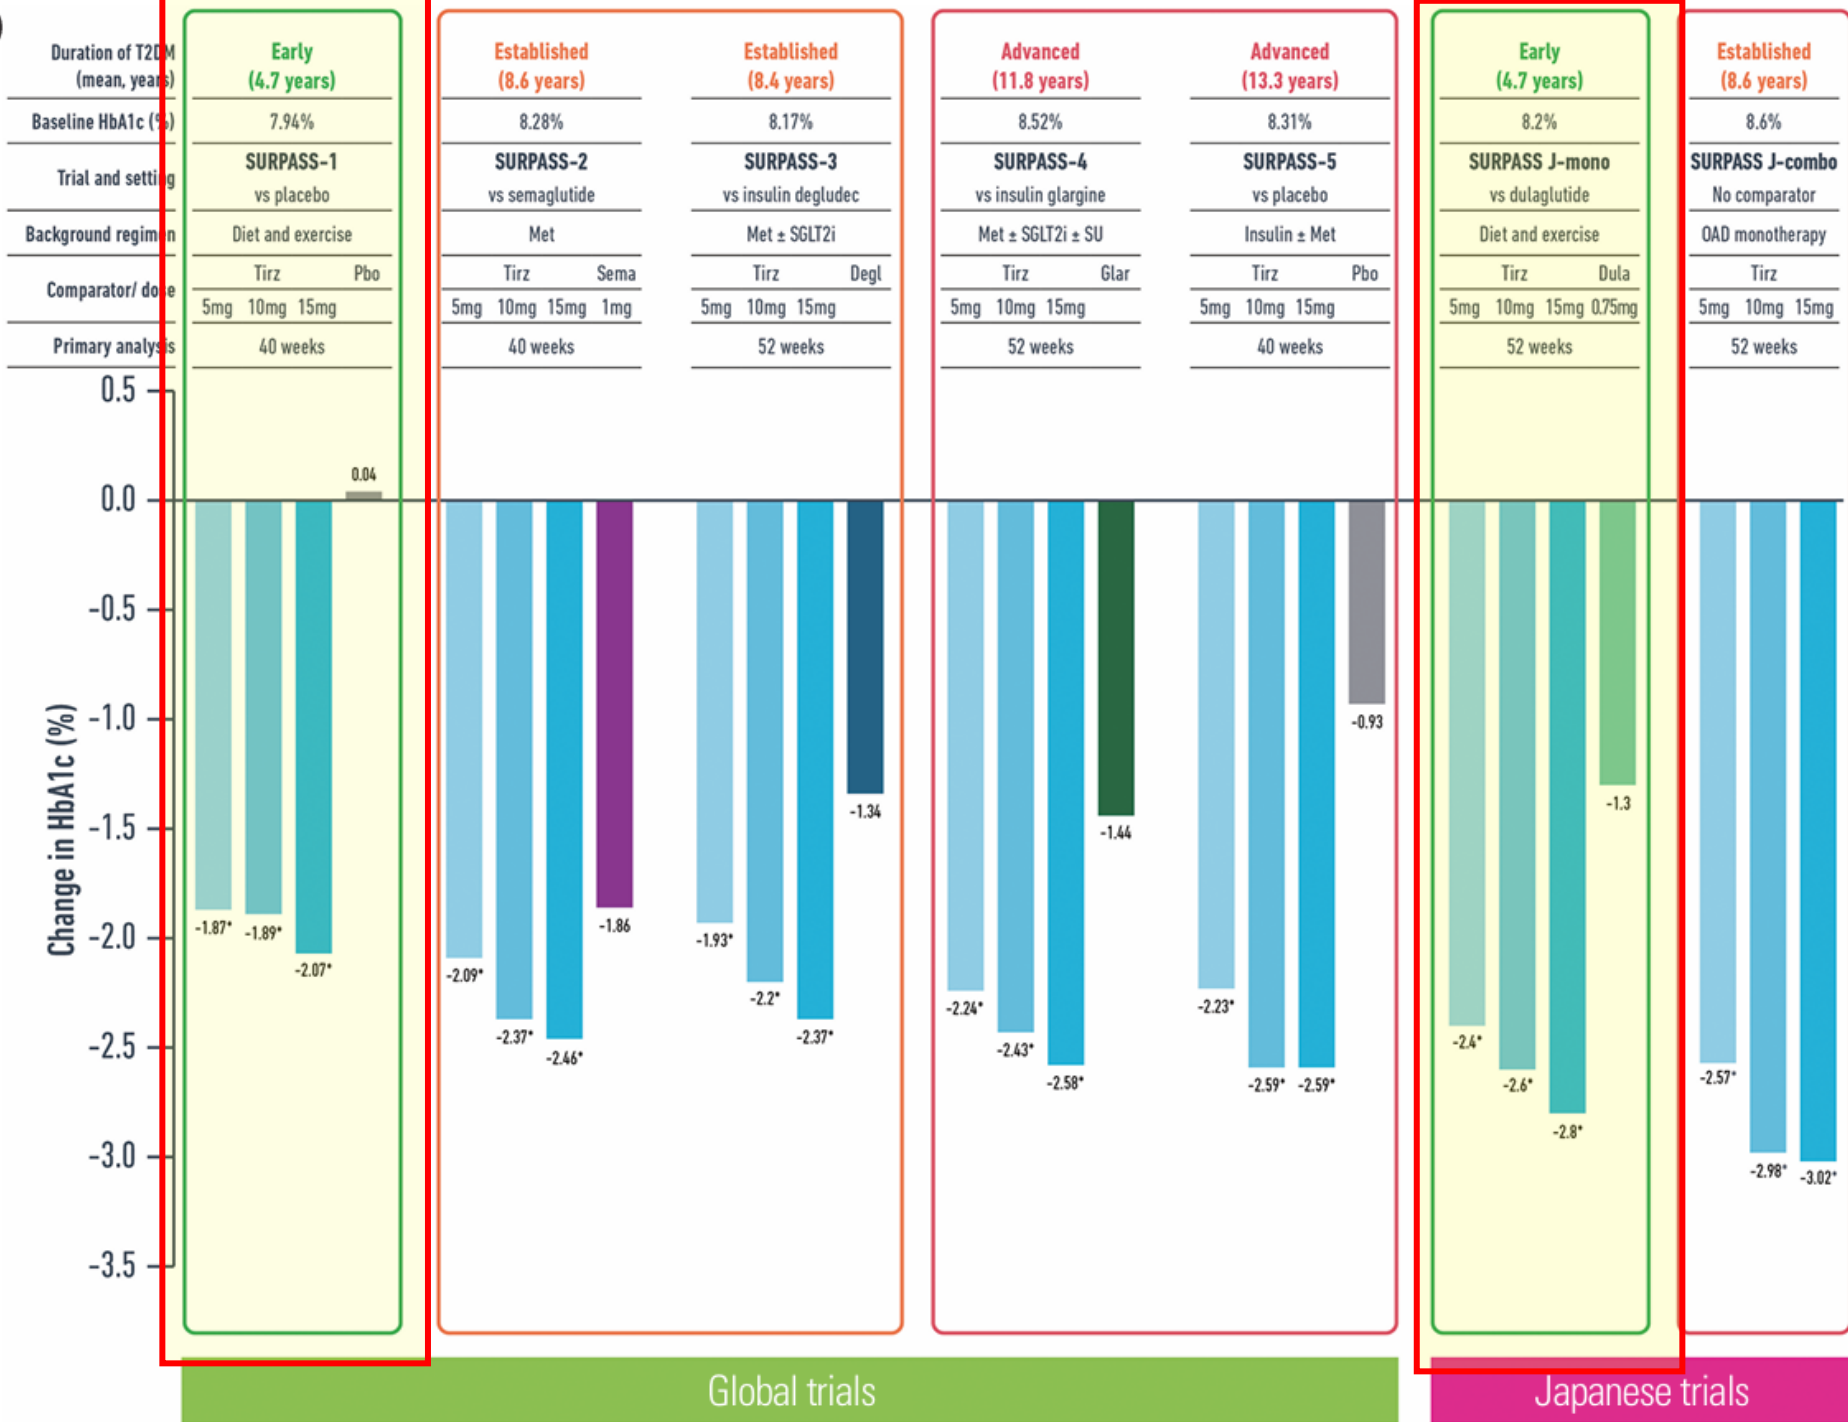 Duration of T2DM (mean, years)
Early (4.7 years)
Established (8.6 years)
Established (8.4 years)
Advanced (11.8 years)
Advanced (13.3 years)
Early (4.7 years)
Established (8.6 years)
Baseline HbA1c (%)
7.94%
8.28%
8.17%
8.52%
8.31%
8.2%
8.6%
Trial and setting
SURPASS-1
vs placebo
SURPASS-2
vs semaglutide
SURPASS-3
vs insulin degludec
SURPASS-4
vs insulin glargine
SURPASS-5
vs placebo
SURPASS J-mono
vs dulaglutide
SURPASS J-combo
No comparator
Background regimen
Diet and exercise
Met
Met ± SGLT2i
Met ± SGLT2i ± SU
Insulin ± Met
Diet and exercise
OAD monotherapy
Comparator/ dose
Tirz Pbo
5mg 10mg 15mg
Tirz Sema
5mg 10mg 15mg 1mg
Tirz Degl
5mg 10mg 15mg
Tirz Glar
5mg 10mg 15mg
Tirz Pbo
5mg 10mg 15mg
Tirz Dula
5mg 10mg 15mg 0.75mg
Tirz
5mg 10mg 15mg
Primary analysis
40 weeks
40 weeks
52 weeks
52 weeks
40 weeks
52 weeks
52 weeks
Change in HbA1c (%)
0.5
0.0
-0.5
-1.0
-1.5
-2.0
-2.5
-3.0
-3.5
-1.87*
-1.89*
-2.07*
0.04
-2.09*
-2.37*
-2.46*
-1.86
-1.93*
-2.2*
-2.37*
-1.34
-2.24*
-2.43*
-2.58*
-1.44
-2.23*
-2.59*
-2.59*
-0.93
-2.4*
-2.6*
-2.8*
-1.3
-2.57*
-2.98*
-3.02*
Global trials
Japanese trials